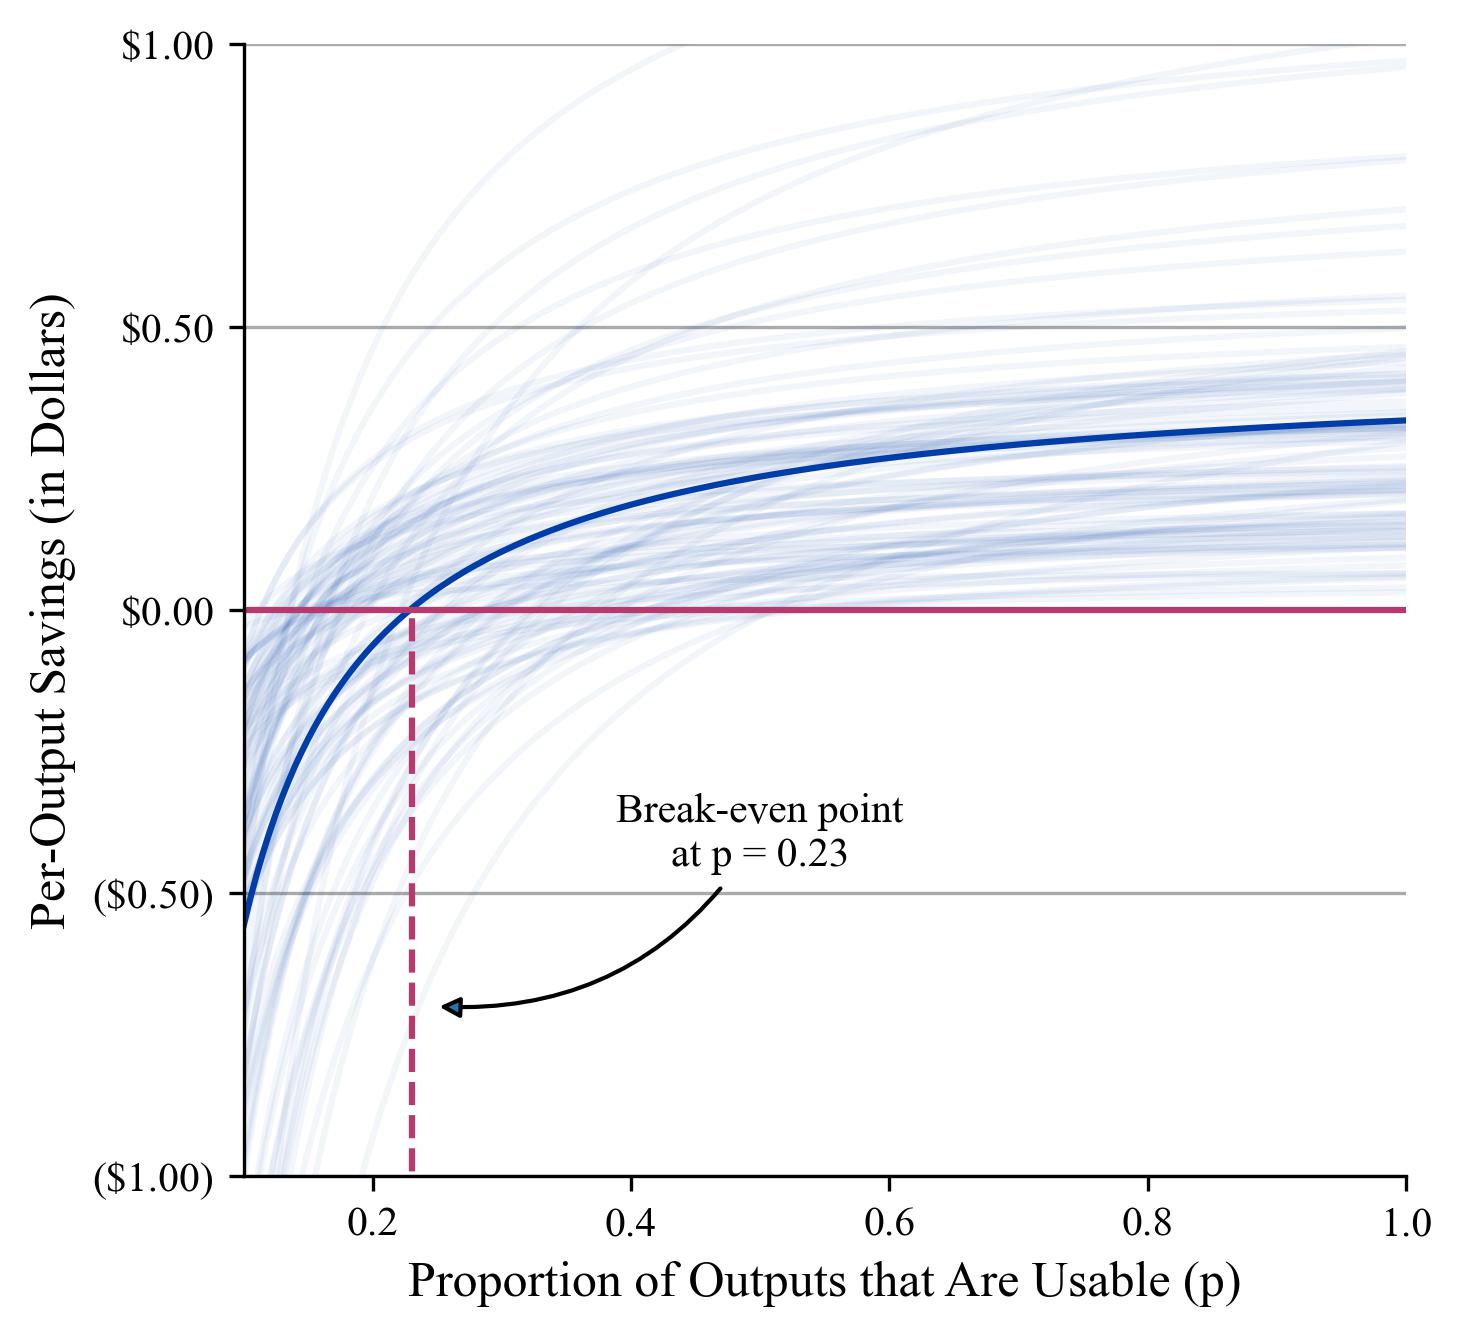 $1.00
$0.50
$0.00
($0.50)
($1.00)
Per-Output Savings (in Dollars)
Break-even point
at p = 0.23
0.2 0.4 0.6 0.8 1.0
Proportion of Outputs that Are Usable (p)